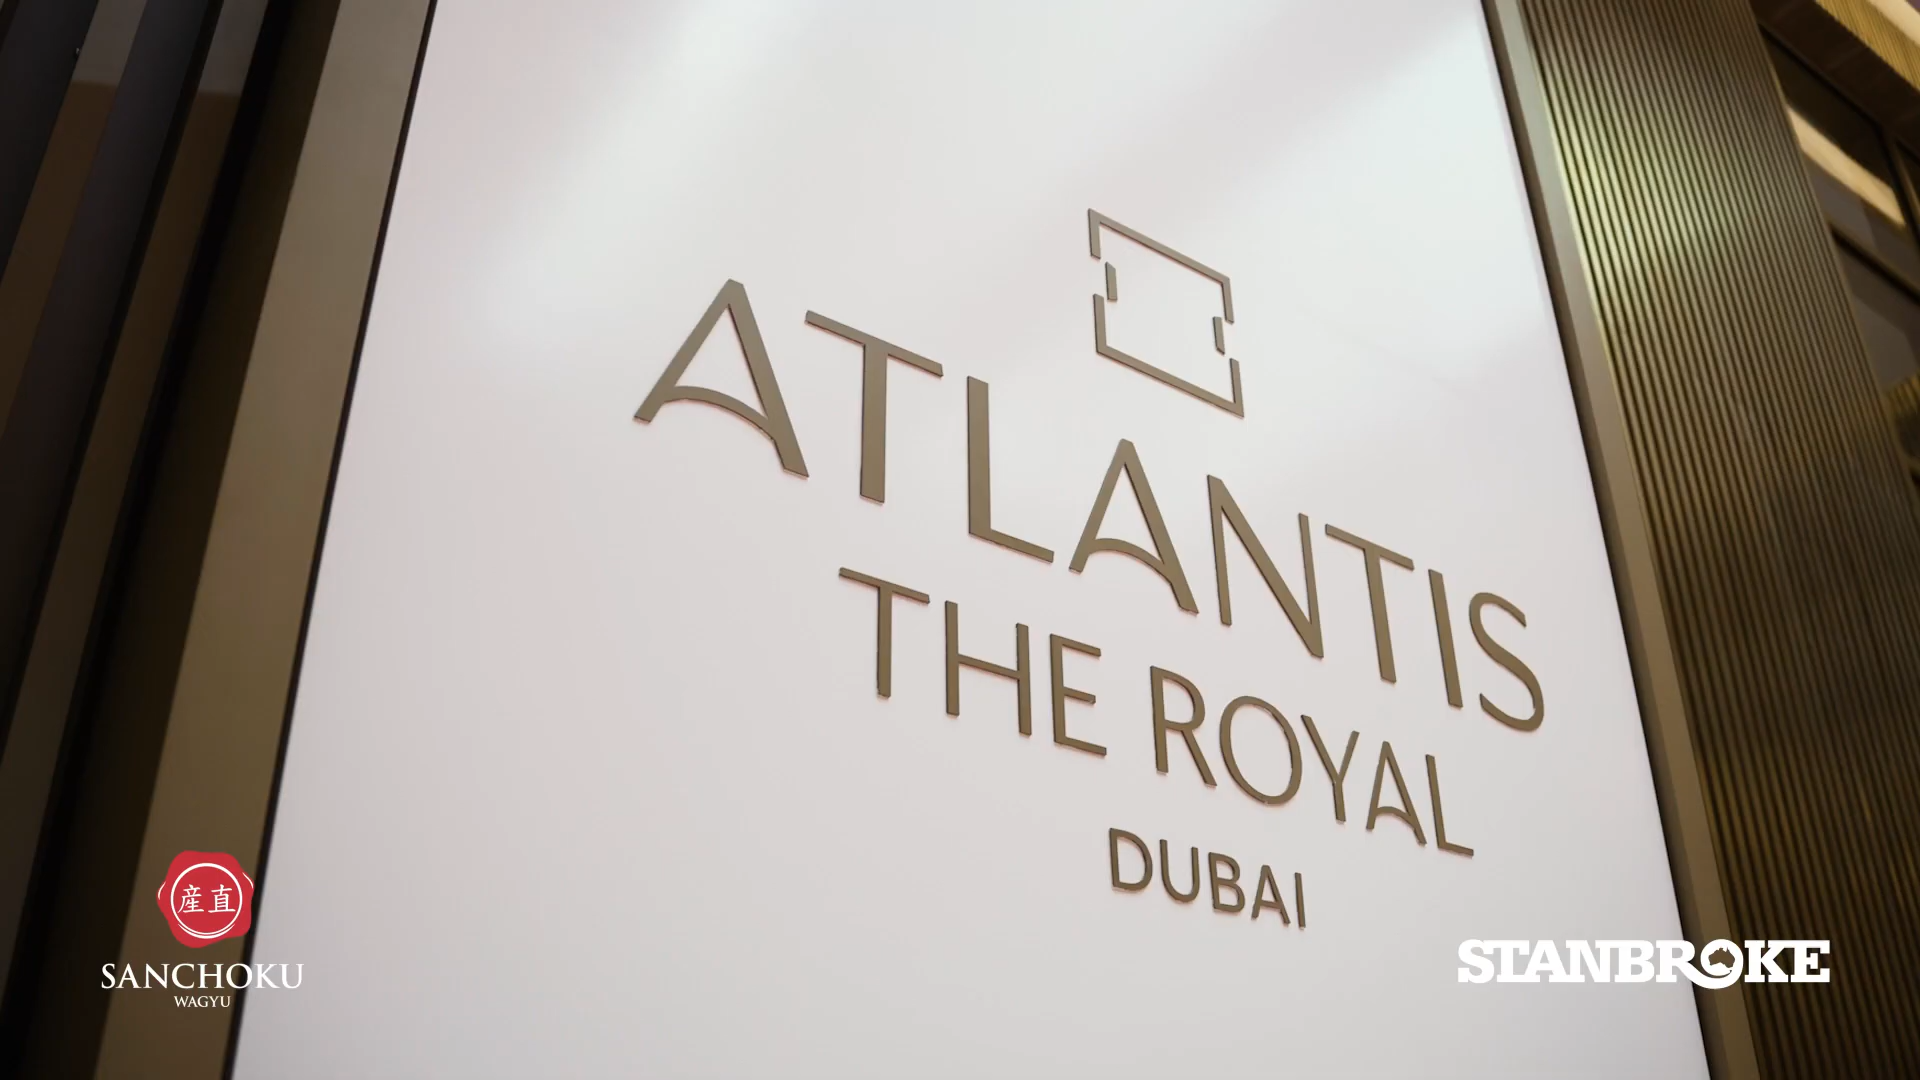 ATLANTIS
THE ROYAL
DUBAI
産直
SANCHOKU
WAGYU
STANBROKE